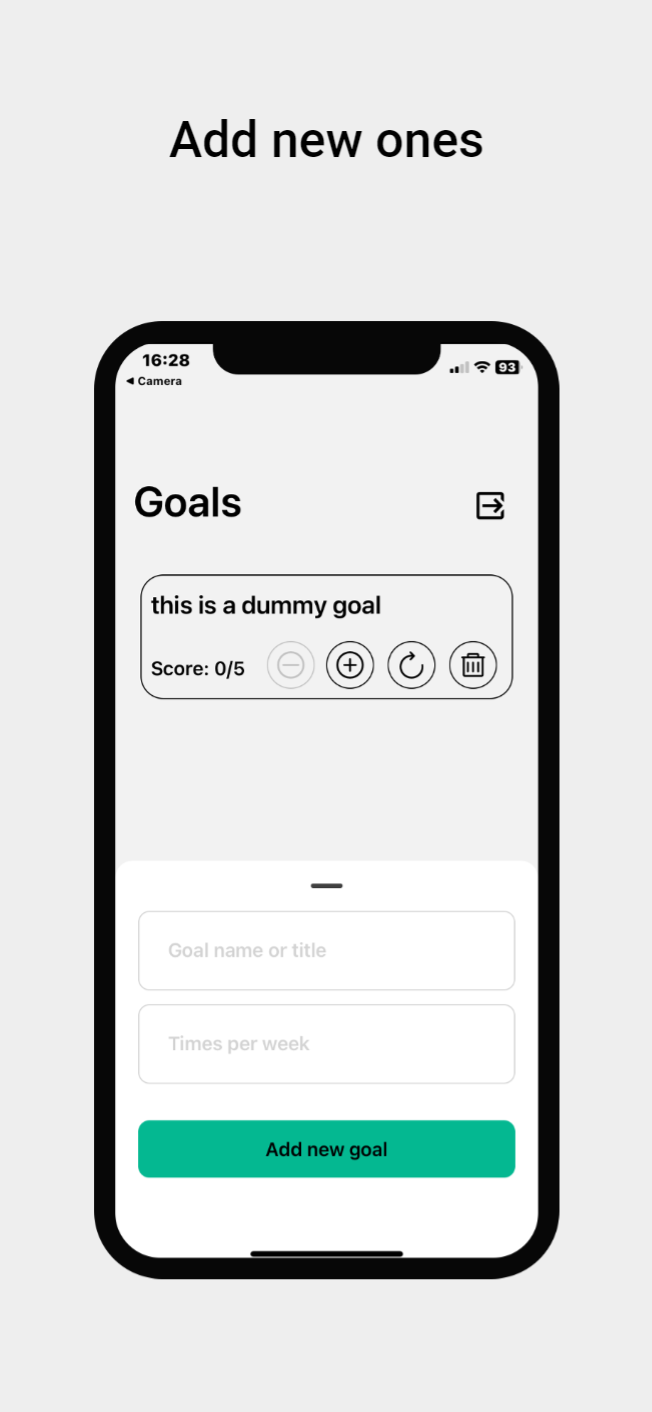 Add new ones
16:28
93
◀ Camera
Goals
this is a dummy goal
Score: 0/5
Goal name or title
Times per week
Add new goal